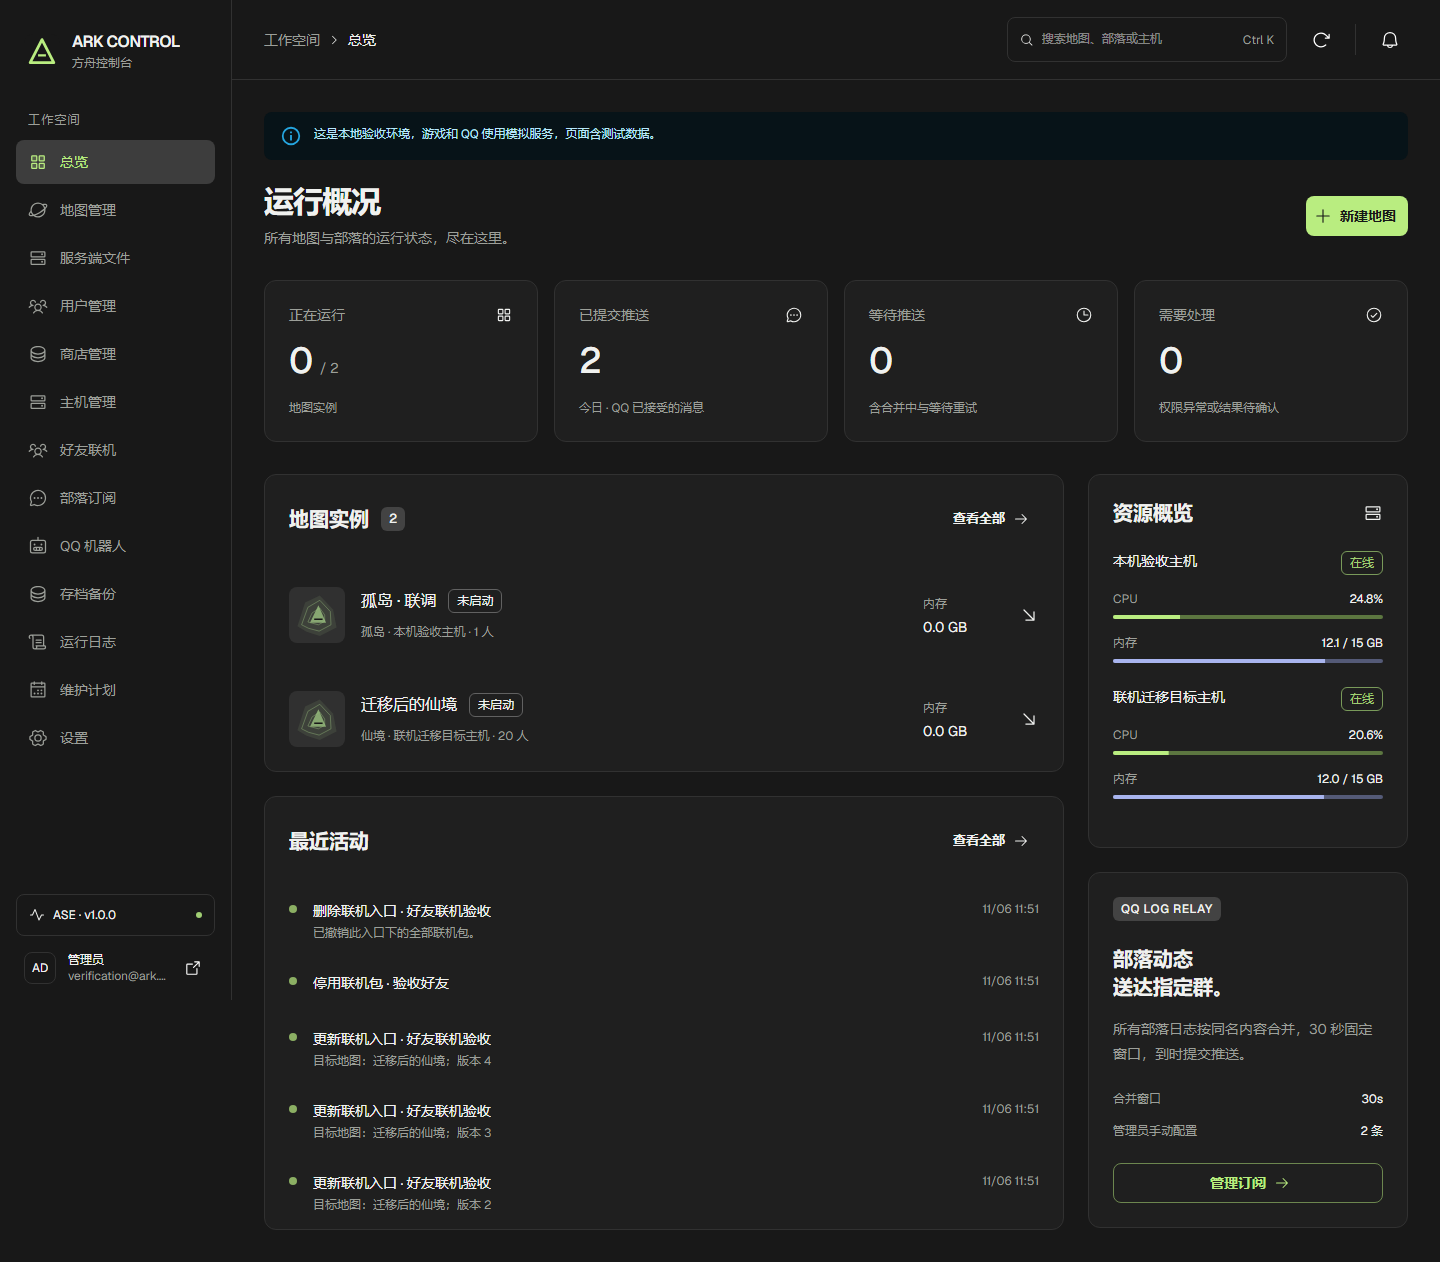 ARK CONTROL
方舟控制台
工作空间
总览
地图管理
服务端文件
用户管理
商店管理
主机管理
好友联机
部落订阅
QQ 机器人
存档备份
运行日志
维护计划
设置
ASE · v1.0.0
AD
管理员
verification@ark....
工作空间 > 总览
搜索地图、部落或主机 Ctrl K
这是本地验收环境，游戏和 QQ 使用模拟服务，页面含测试数据。
运行概况
所有地图与部落的运行状态，尽在这里。
新建地图
正在运行
0 / 2
地图实例
已提交推送
2
今日 · QQ 已接受的消息
等待推送
0
含合并中与等待重试
需要处理
0
权限异常或结果待确认
地图实例 2
查看全部
孤岛 · 联调 未启动
孤岛 · 本机验收主机 · 1 人
内存
0.0 GB
迁移后的仙境 未启动
仙境 · 联机迁移目标主机 · 20 人
内存
0.0 GB
最近活动
查看全部
删除联机入口 · 好友联机验收 11/06 11:51
已撤销此入口下的全部联机包。
停用联机包 · 验收好友 11/06 11:51
更新联机入口 · 好友联机验收 11/06 11:51
目标地图：迁移后的仙境；版本 4
更新联机入口 · 好友联机验收 11/06 11:51
目标地图：迁移后的仙境；版本 3
更新联机入口 · 好友联机验收 11/06 11:51
目标地图：迁移后的仙境；版本 2
资源概览
本机验收主机 在线
CPU 24.8%
内存 12.1 / 15 GB
联机迁移目标主机 在线
CPU 20.6%
内存 12.0 / 15 GB
QQ LOG RELAY
部落动态
送达指定群。
所有部落日志按同名内容合并，30 秒固定
窗口，到时提交推送。
合并窗口 30s
管理员手动配置 2 条
管理订阅